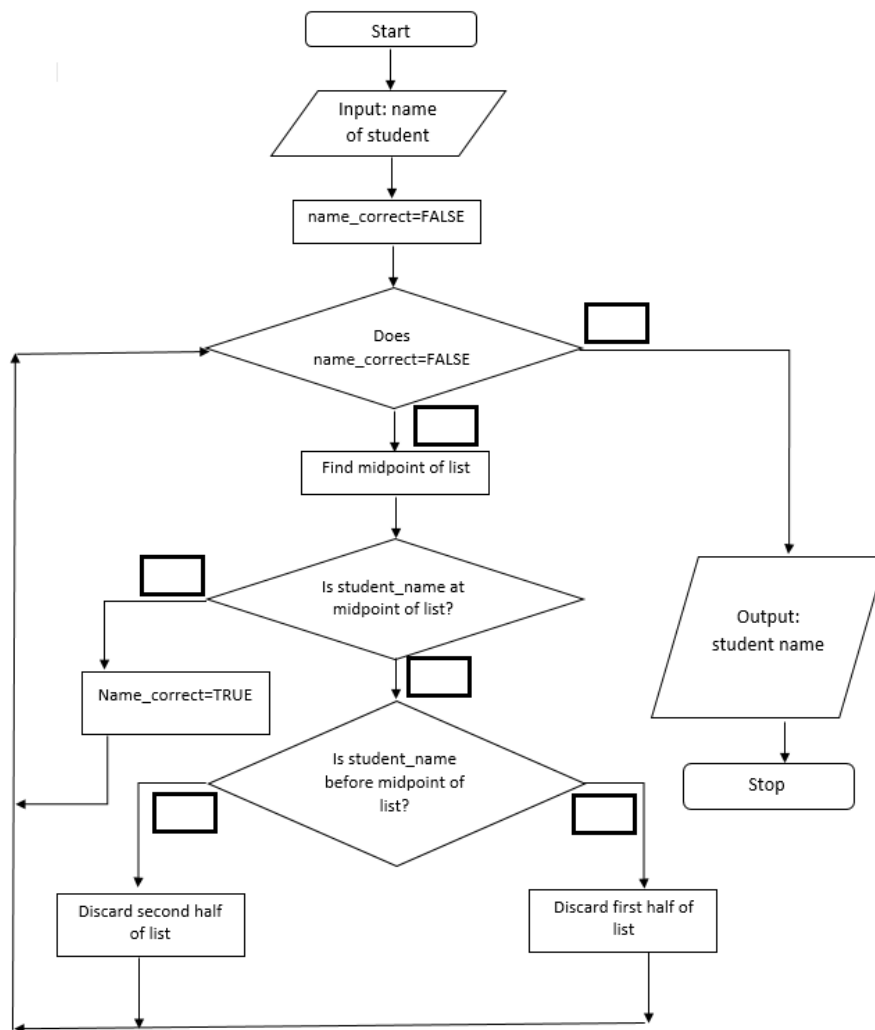 Start
Input: name
of student
name_correct=FALSE
Does
name_correct=FALSE
Find midpoint of list
Is student_name at
midpoint of list?
Output:
student name
Name_correct=TRUE
Is student_name
before midpoint of
list?
Stop
Discard second half
of list
Discard first half of
list